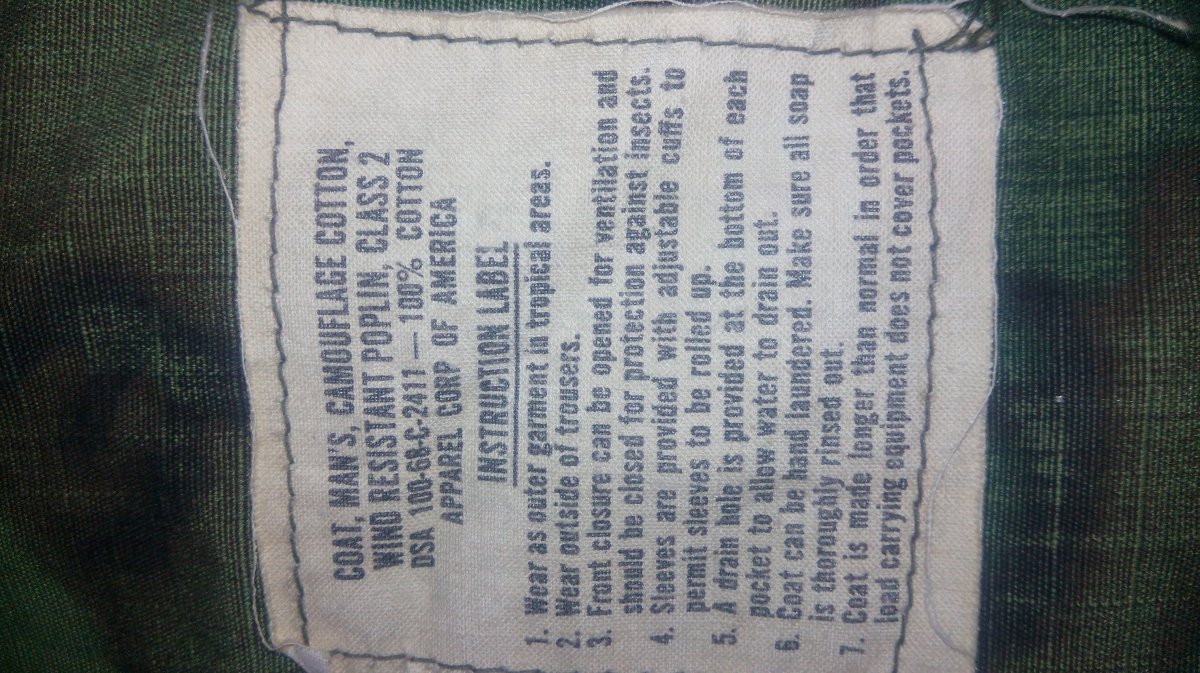 COAT, MAN'S, CAMOUFLAGE COTTON,
WIND RESISTANT POPLIN, CLASS 2
DSA 100-68-C-2417 — 100% COTTON
APPAREL CORP OF AMERICA
INSTRUCTION LABEL
1. Wear as outer garment in tropical areas.
2. Wear outside of trousers.
3. Front closure can be opened for ventilation and
should be closed for protection against insects.
4. Sleeves are provided with adjustable cuffs to
permit sleeves to be rolled up.
5. A drain hole is provided at the bottom of each
pocket to allow water to drain out.
6. Coat can be hand laundered. Make sure all soap
is thoroughly rinsed out.
7. Coat is made longer than normal in order that
load carrying equipment does not cover pockets.